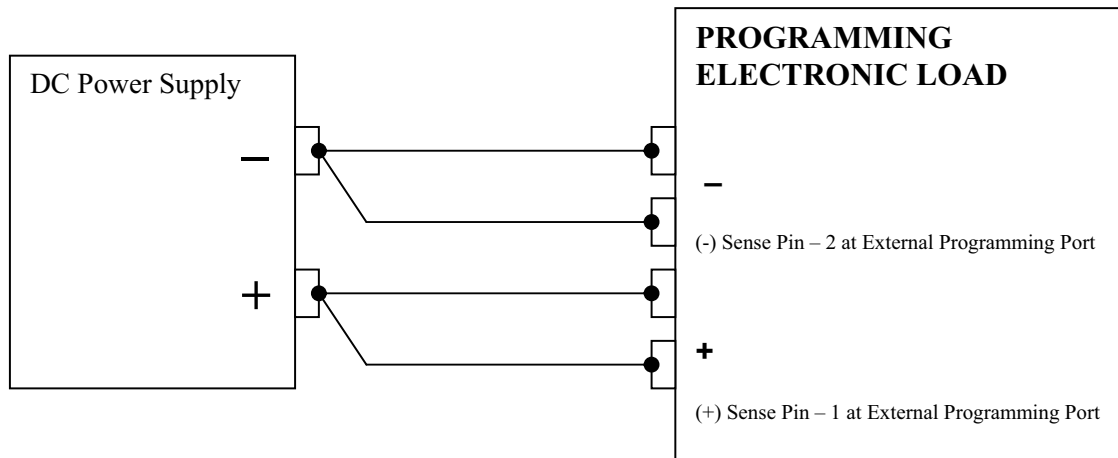 DC Power Supply
−
+
PROGRAMMING
ELECTRONIC LOAD
−
(-) Sense Pin – 2 at External Programming Port
+
(+) Sense Pin – 1 at External Programming Port